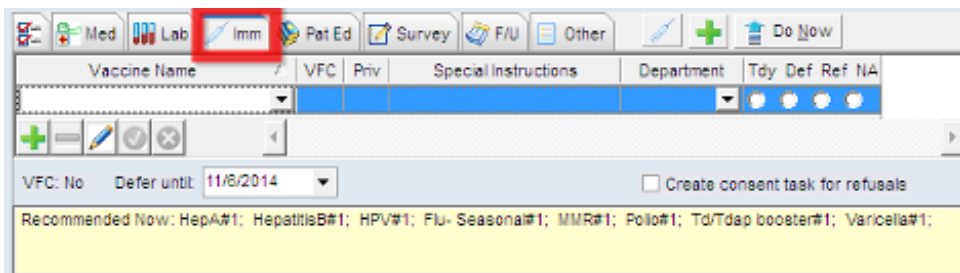 Med Lab Imm Pat Ed Survey F/U Other Do Now
Vaccine Name VFC Priv Special Instructions Department Tdy Def Ref NA
VFC: No Defer until: 11/6/2014 Create consent task for refusals
Recommended Now: HepA#1; HepatitisB#1; HPV#1; Flu- Seasonal#1; MMR#1; Polio#1; Td/Tdap booster#1; Varicella#1;